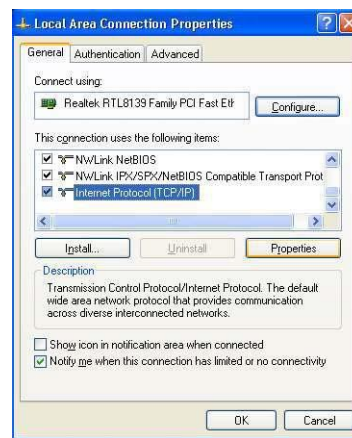 Local Area Connection Properties
General Authentication Advanced
Connect using:
Realtek RTL8139 Family PCI Fast Eth Configure...
This connection uses the following items:
NWLink NetBIOS
NWLink IPX/SPX/NetBIOS Compatible Transport Prot
Internet Protocol (TCP/IP)
Install... Uninstall Properties
Description
Transmission Control Protocol/Internet Protocol. The default
wide area network protocol that provides communication
across diverse interconnected networks.
Show icon in notification area when connected
Notify me when this connection has limited or no connectivity
OK Cancel